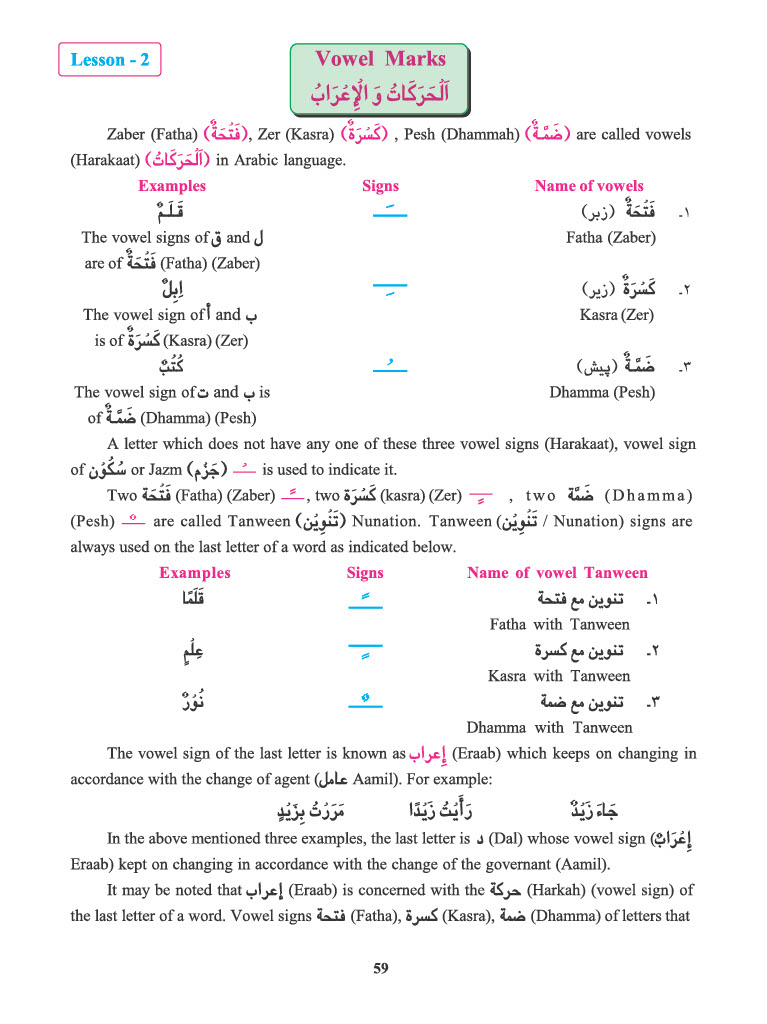 Lesson - 2
Vowel Marks
اَلْحَرَكَاتُ وَ الْإِعْرَابُ
Zaber (Fatha) (فَتْحَةٌ), Zer (Kasra) (كَسْرَةٌ) , Pesh (Dhammah) (ضَمَّةٌ) are called vowels
(Harakaat) (اَلْحَرَكَاتُ) in Arabic language.
Examples Signs Name of vowels
قَلَمٌ ـَـ ١۔ فَتْحَةٌ (زبر)
The vowel signs of ق and ل Fatha (Zaber)
are of فَتْحَةٌ (Fatha) (Zaber)
إِبِلٌ ـِـ ٢۔ كَسْرَةٌ (زیر)
The vowel sign of أ and ب Kasra (Zer)
is of كَسْرَةٌ (Kasra) (Zer)
كُتُبٌ ـُـ ٣۔ ضَمَّةٌ (پیش)
The vowel sign of ت and ب is Dhamma (Pesh)
of ضَمَّةٌ (Dhamma) (Pesh)
A letter which does not have any one of these three vowel signs (Harakaat), vowel sign
of سُكُوْن or Jazm (جَزْم) ـْـ is used to indicate it.
Two فَتْحَة (Fatha) (Zaber) ـًـ , two كَسْرَة (kasra) (Zer) ـٍـ , two ضَمَّة (Dhamma)
(Pesh) ـٌـ are called Tanween (تَنْوِيْن) Nunation. Tanween (تَنْوِيْن / Nunation) signs are
always used on the last letter of a word as indicated below.
Examples Signs Name of vowel Tanween
قَلَمًا ـًـ ١۔ تنوين مع فتحة
Fatha with Tanween
عِلْمٍ ـٍـ ٢۔ تنوين مع كسرة
Kasra with Tanween
نُوْرٌ ـٌـ ٣۔ تنوين مع ضمة
Dhamma with Tanween
The vowel sign of the last letter is known as إعراب (Eraab) which keeps on changing in
accordance with the change of agent (عامل Aamil). For example:
جَاءَ زَيْدٌ رَأَيْتُ زَيْدًا مَرَرْتُ بِزَيْدٍ
In the above mentioned three examples, the last letter is د (Dal) whose vowel sign (إِعْرَابٌ
Eraab) kept on changing in accordance with the change of the governant (Aamil).
It may be noted that إعراب (Eraab) is concerned with the حركة (Harkah) (vowel sign) of
the last letter of a word. Vowel signs فتحة (Fatha), كسرة (Kasra), ضمة (Dhamma) of letters that
59